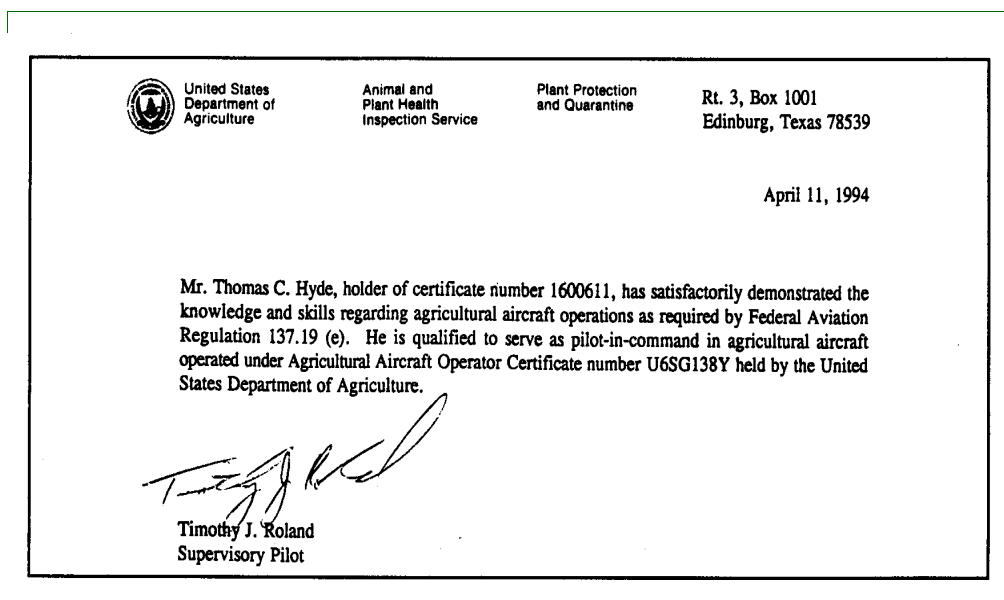 United States
Department of
Agriculture
Animal and
Plant Health
Inspection Service
Plant Protection
and Quarantine
Rt. 3, Box 1001
Edinburg, Texas 78539
April 11, 1994
Mr. Thomas C. Hyde, holder of certificate number 1600611, has satisfactorily demonstrated the
knowledge and skills regarding agricultural aircraft operations as required by Federal Aviation
Regulation 137.19 (e). He is qualified to serve as pilot-in-command in agricultural aircraft
operated under Agricultural Aircraft Operator Certificate number U6SG138Y held by the United
States Department of Agriculture.
Timothy J. Roland
Supervisory Pilot